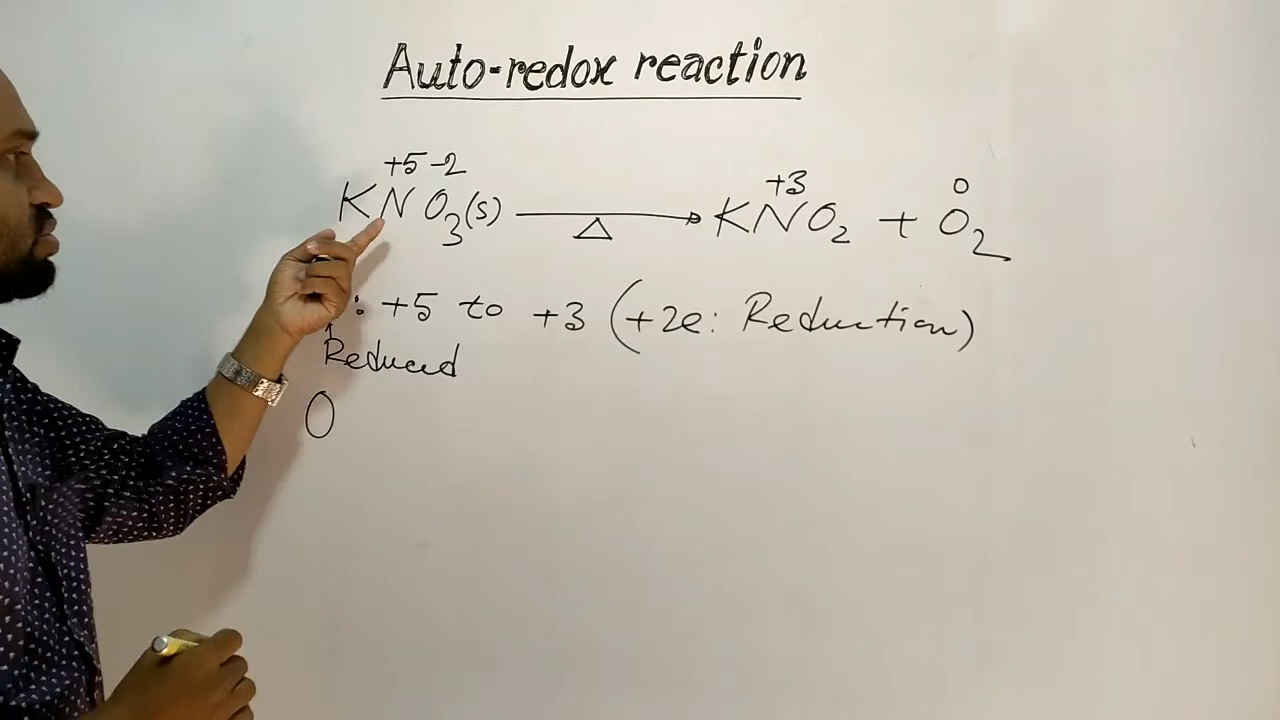 Auto-redox reaction
+5 -2 +3 0
KNO₃(s) ⟶ KNO₂ + O₂
Δ
: +5 to +3 (+2e: Reduction)
↑
Reduced
O